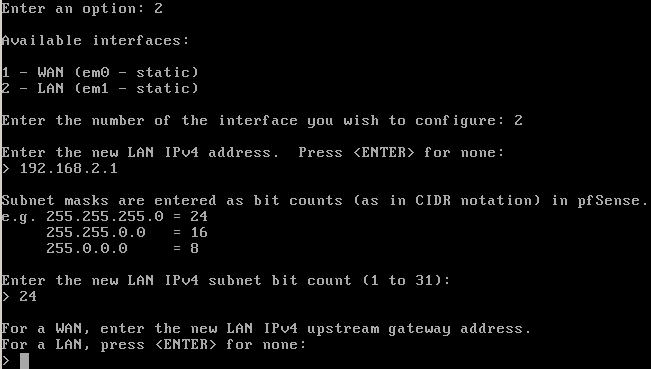 Enter an option: 2
Available interfaces:
1 - WAN (em0 - static)
2 - LAN (em1 - static)
Enter the number of the interface you wish to configure: 2
Enter the new LAN IPv4 address.  Press <ENTER> for none:
> 192.168.2.1
Subnet masks are entered as bit counts (as in CIDR notation) in pfSense.
e.g. 255.255.255.0 = 24
     255.255.0.0   = 16
     255.0.0.0     = 8
Enter the new LAN IPv4 subnet bit count (1 to 31):
> 24
For a WAN, enter the new LAN IPv4 upstream gateway address.
For a LAN, press <ENTER> for none:
>